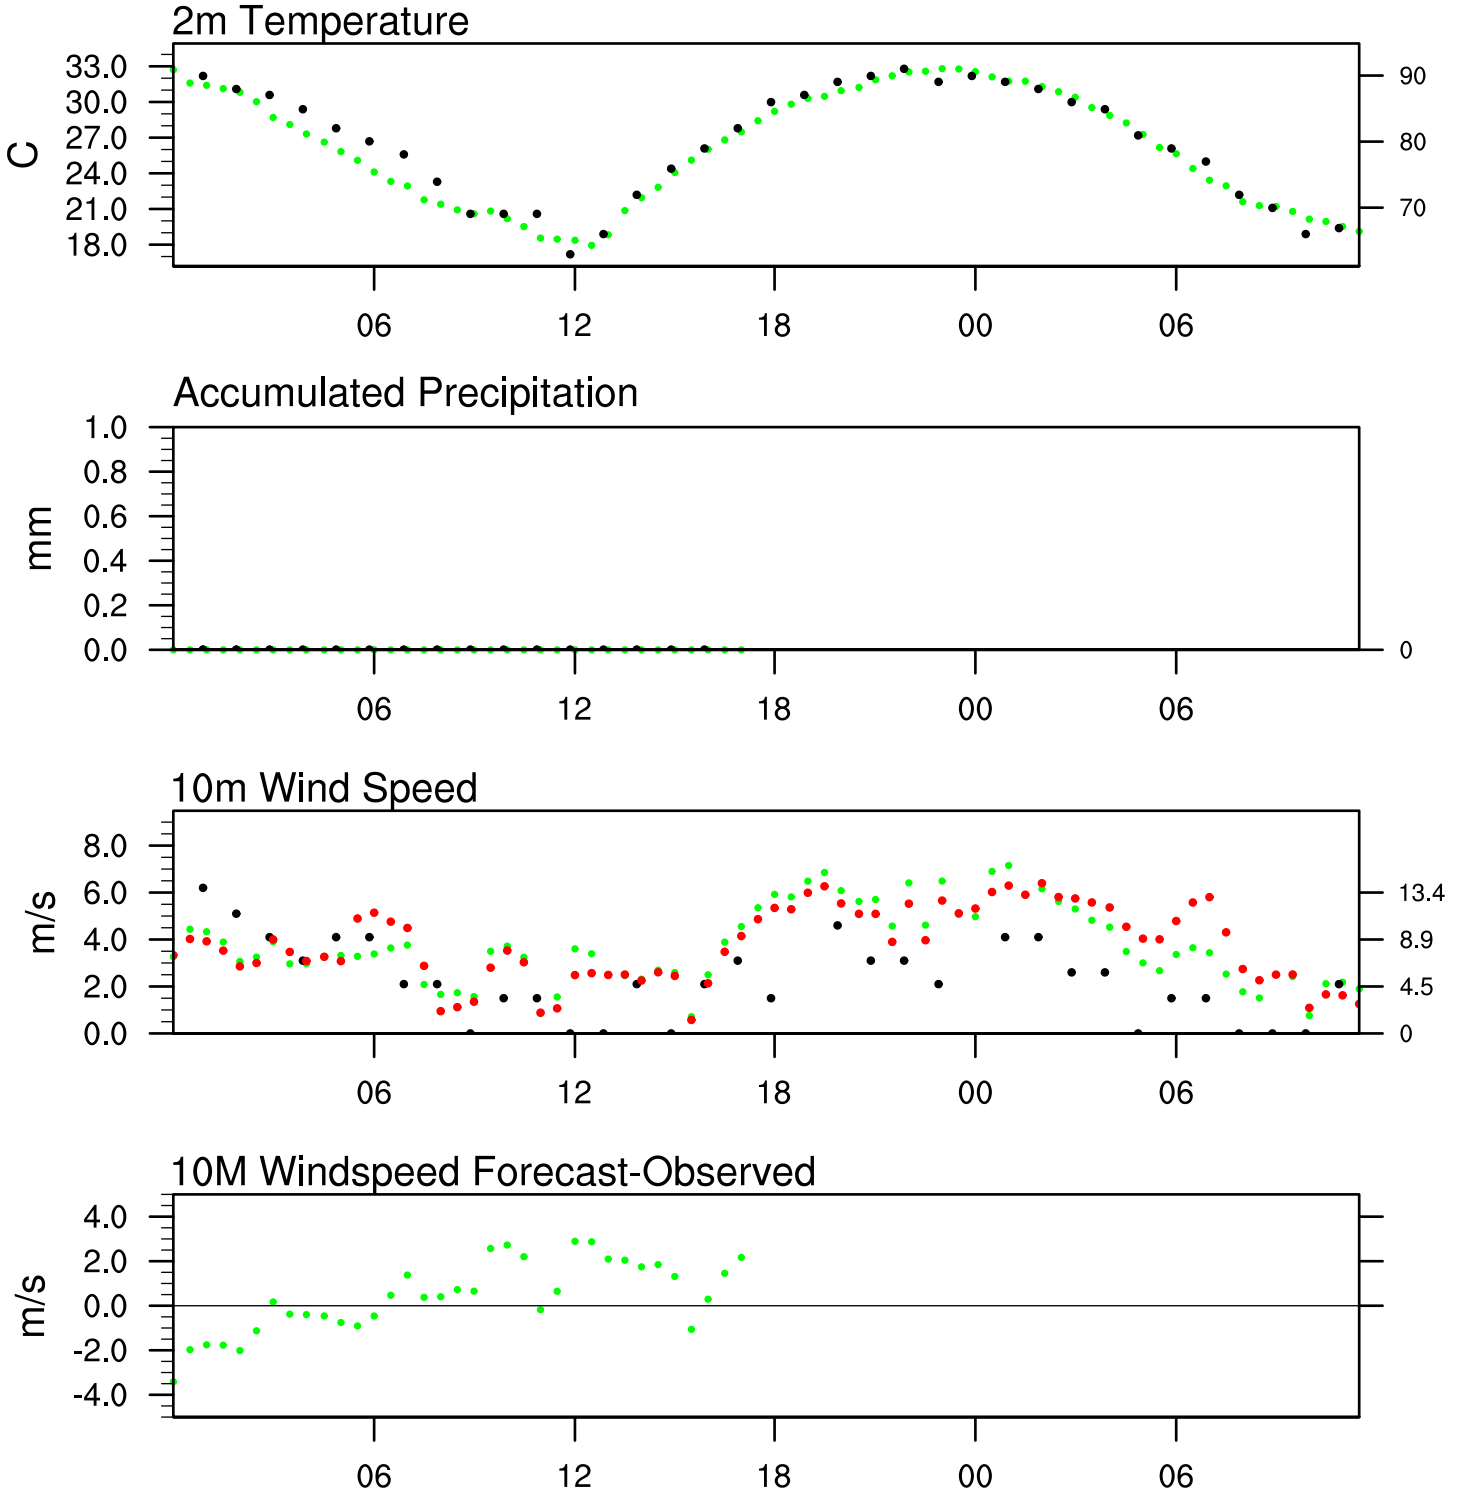 2m Temperature
33.0
30.0
27.0
24.0
21.0
18.0
C
90
80
70
06 12 18 00 06
Accumulated Precipitation
1.0
0.8
0.6
0.4
0.2
0.0
mm
0
06 12 18 00 06
10m Wind Speed
8.0
6.0
4.0
2.0
0.0
m/s
13.4
8.9
4.5
0
06 12 18 00 06
10M Windspeed Forecast-Observed
4.0
2.0
0.0
-2.0
-4.0
m/s
06 12 18 00 06